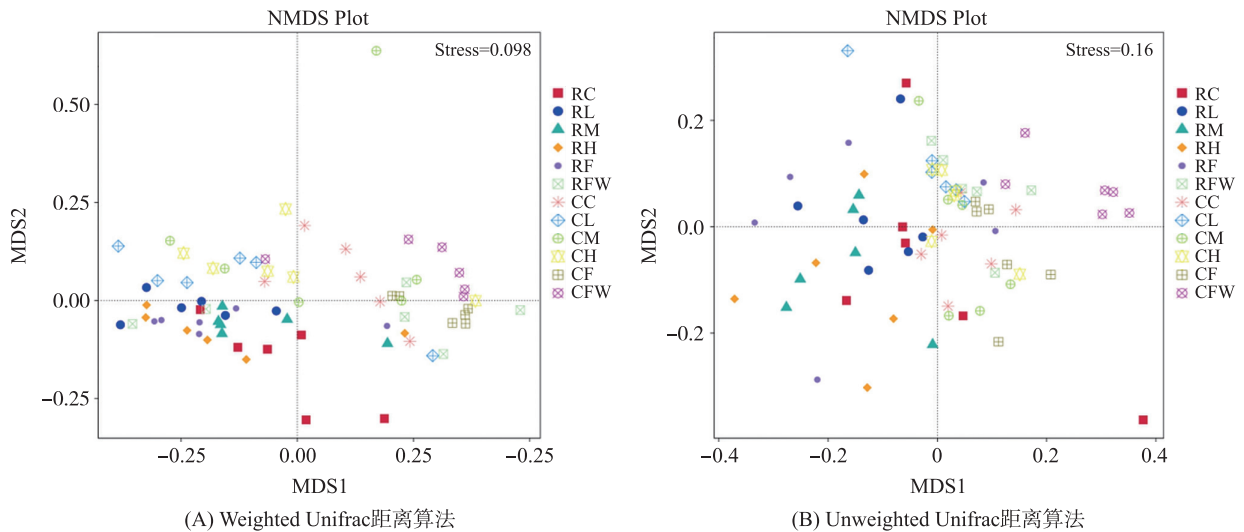 NMDS Plot
Stress=0.098
0.50
0.25
0.00
-0.25
MDS2
-0.25
0.00
0.25
-0.25
MDS1
RC
RL
RM
RH
RF
RFW
CC
CL
CM
CH
CF
CFW
(A) Weighted Unifrac距离算法
NMDS Plot
Stress=0.16
0.2
0.0
-0.2
MDS2
-0.4
-0.2
0
0.2
0.4
MDS1
RC
RL
RM
RH
RF
RFW
CC
CL
CM
CH
CF
CFW
(B) Unweighted Unifrac距离算法